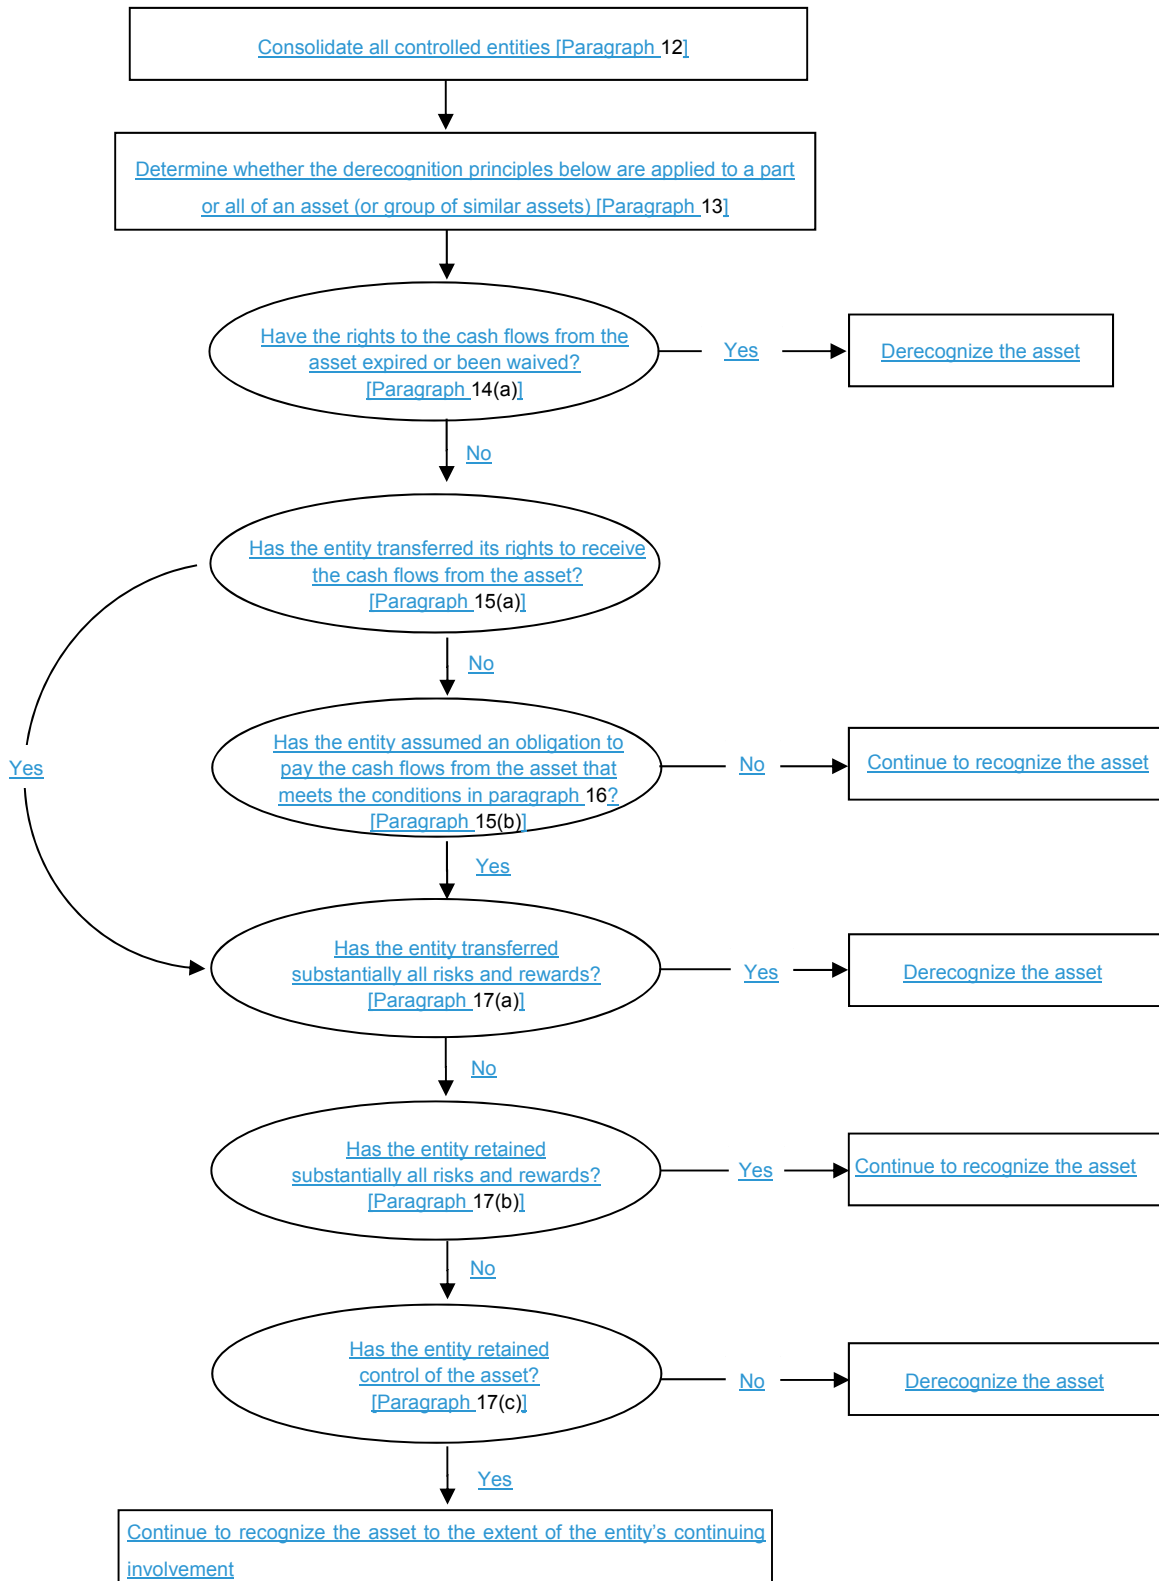 Consolidate all controlled entities [Paragraph 12]
Determine whether the derecognition principles below are applied to a part
or all of an asset (or group of similar assets) [Paragraph 13]
Have the rights to the cash flows from the
asset expired or been waived?
[Paragraph 14(a)]
Yes
Derecognize the asset
No
Has the entity transferred its rights to receive
the cash flows from the asset?
[Paragraph 15(a)]
No
Yes
Has the entity assumed an obligation to
pay the cash flows from the asset that
meets the conditions in paragraph 16?
[Paragraph 15(b)]
No
Continue to recognize the asset
Yes
Has the entity transferred
substantially all risks and rewards?
[Paragraph 17(a)]
Yes
Derecognize the asset
No
Has the entity retained
substantially all risks and rewards?
[Paragraph 17(b)]
Yes
Continue to recognize the asset
No
Has the entity retained
control of the asset?
[Paragraph 17(c)]
No
Derecognize the asset
Yes
Continue to recognize the asset to the extent of the entity’s continuing
involvement